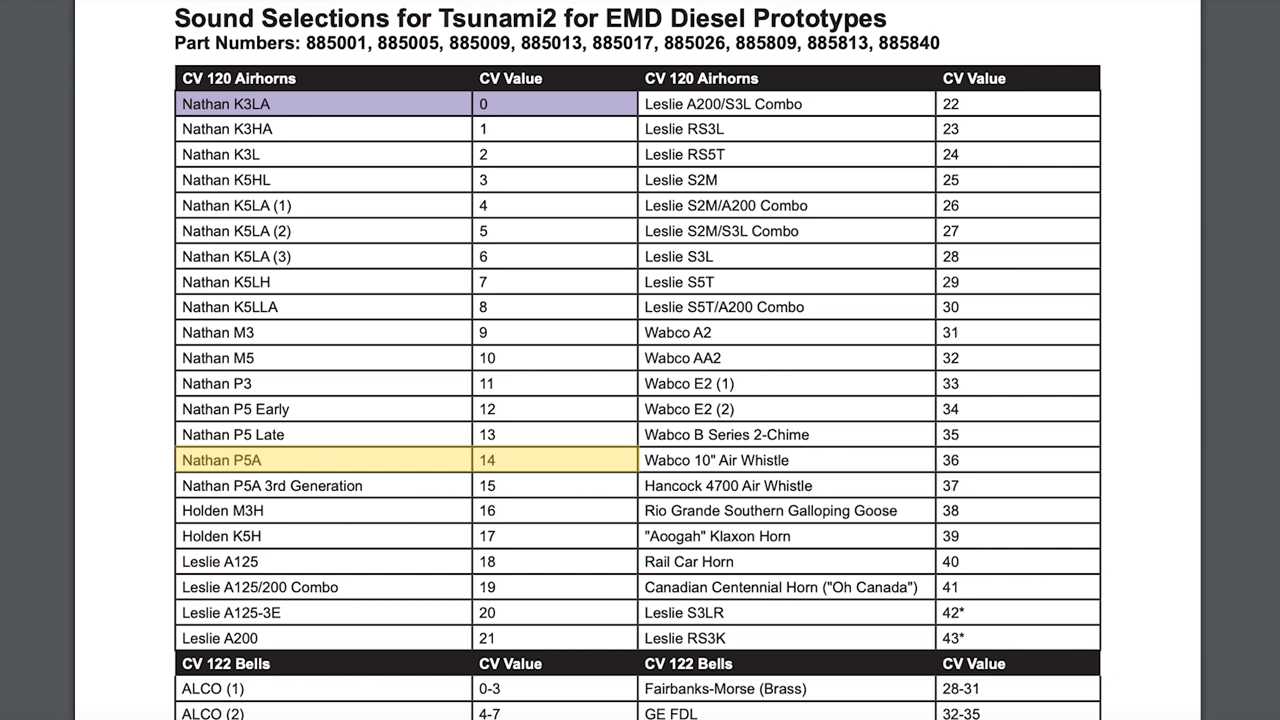 Sound Selections for Tsunami2 for EMD Diesel Prototypes
Part Numbers: 885001, 885005, 885009, 885013, 885017, 885026, 885809, 885813, 885840
CV 120 Airhorns CV Value CV 120 Airhorns CV Value
Nathan K3LA 0 Leslie A200/S3L Combo 22
Nathan K3HA 1 Leslie RS3L 23
Nathan K3L 2 Leslie RS5T 24
Nathan K5HL 3 Leslie S2M 25
Nathan K5LA (1) 4 Leslie S2M/A200 Combo 26
Nathan K5LA (2) 5 Leslie S2M/S3L Combo 27
Nathan K5LA (3) 6 Leslie S3L 28
Nathan K5LH 7 Leslie S5T 29
Nathan K5LLA 8 Leslie S5T/A200 Combo 30
Nathan M3 9 Wabco A2 31
Nathan M5 10 Wabco AA2 32
Nathan P3 11 Wabco E2 (1) 33
Nathan P5 Early 12 Wabco E2 (2) 34
Nathan P5 Late 13 Wabco B Series 2-Chime 35
Nathan P5A 14 Wabco 10" Air Whistle 36
Nathan P5A 3rd Generation 15 Hancock 4700 Air Whistle 37
Holden M3H 16 Rio Grande Southern Galloping Goose 38
Holden K5H 17 "Aoogah" Klaxon Horn 39
Leslie A125 18 Rail Car Horn 40
Leslie A125/200 Combo 19 Canadian Centennial Horn ("Oh Canada") 41
Leslie A125-3E 20 Leslie S3LR 42*
Leslie A200 21 Leslie RS3K 43*
CV 122 Bells CV Value CV 122 Bells CV Value
ALCO (1) 0-3 Fairbanks-Morse (Brass) 28-31
ALCO (2) 4-7 GE FDL 32-35